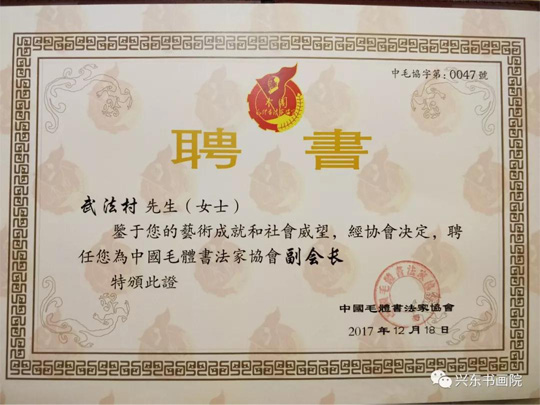 中毛協字第:0047號
聘書
武法村 先生(女士)
鉴于您的藝術成就和社會威望,經協會决定,聘
任您為中國毛體書法家協會副会长
特頒此證
中國毛體書法家協會
2017 年 12 月 18 日
兴东书画院